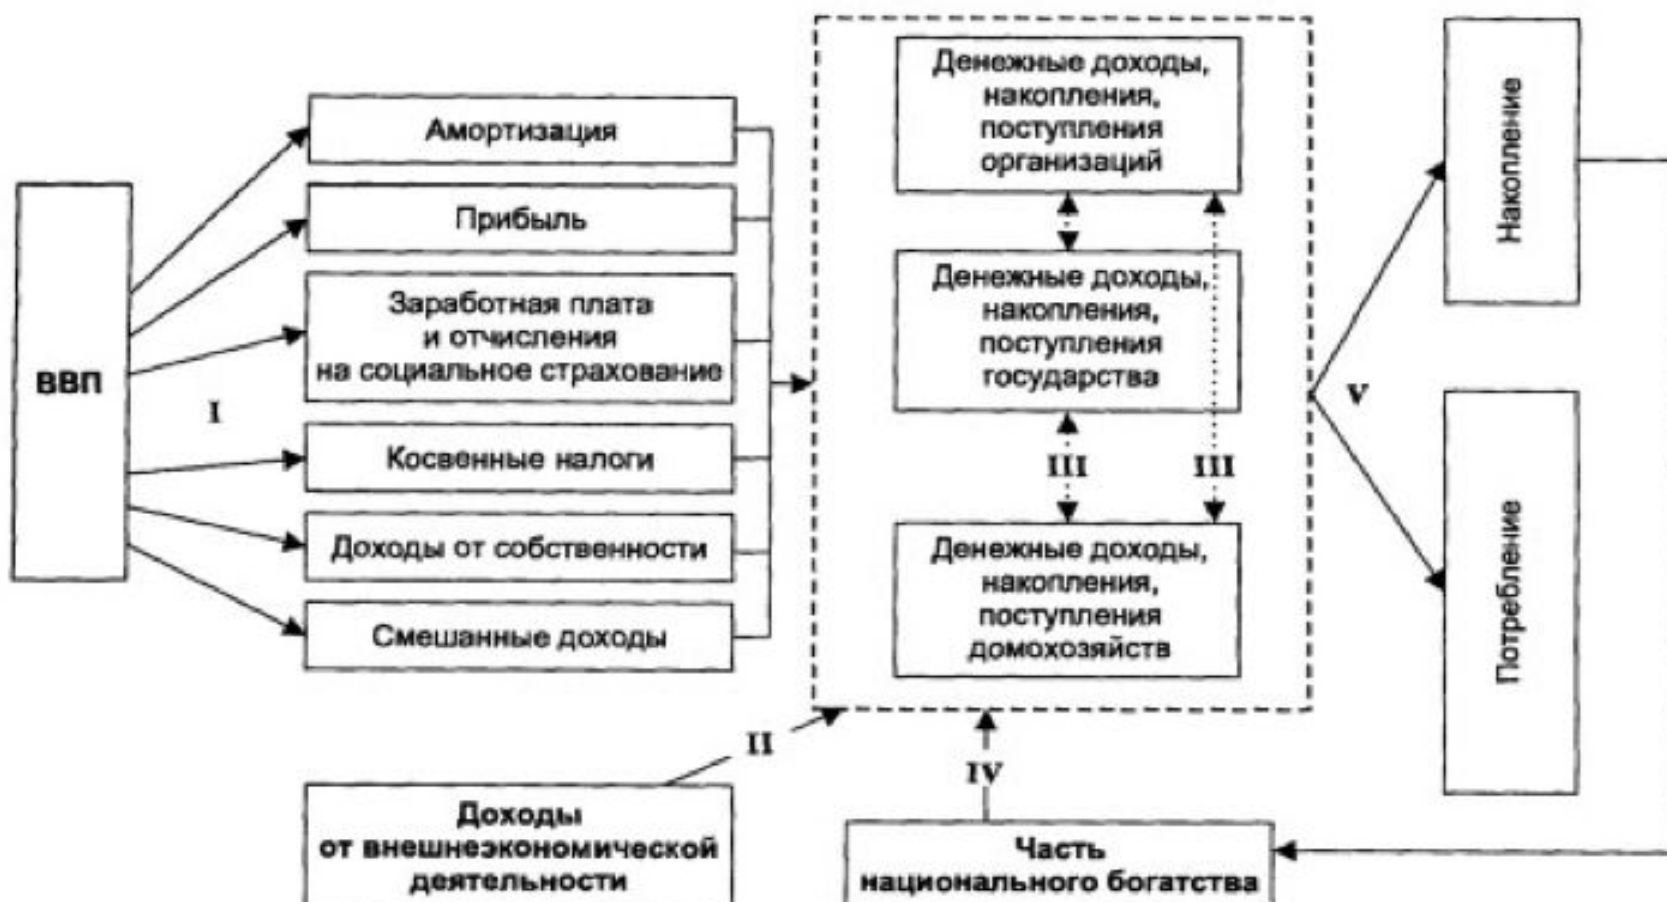 ВВП
I
Амортизация
Прибыль
Заработная плата
и отчисления
на социальное страхование
Косвенные налоги
Доходы от собственности
Смешанные доходы
Доходы
от внешнеэкономической
деятельности
II
Денежные доходы,
накопления,
поступления
организаций
Денежные доходы,
накопления,
поступления
государства
III
III
Денежные доходы,
накопления,
поступления
домохозяйств
IV
Часть
национального богатства
V
Накопление
Потребление